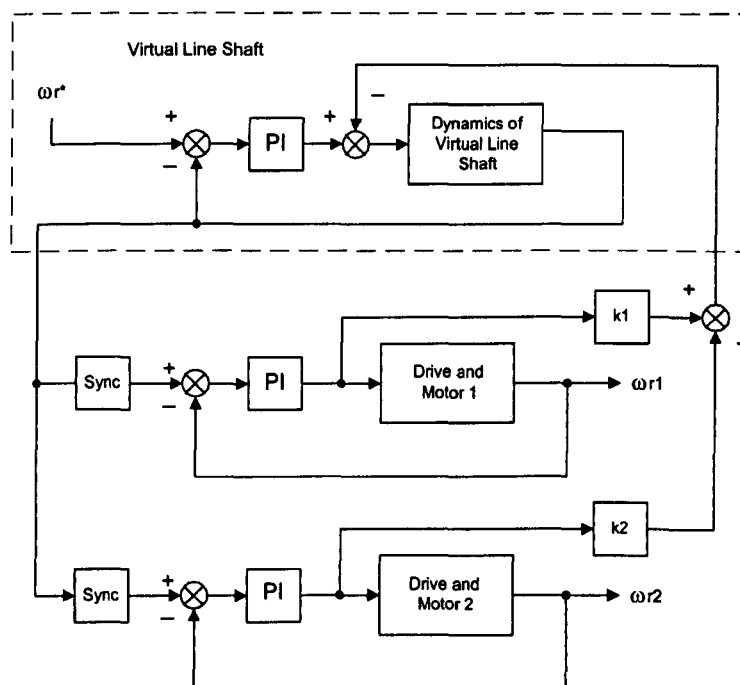 Virtual Line Shaft
ωr*
+
−
PI
+
−
Dynamics of
Virtual Line
Shaft
k1
+
Sync
+
−
PI
Drive and
Motor 1
ωr1
k2
Sync
+
−
PI
Drive and
Motor 2
ωr2